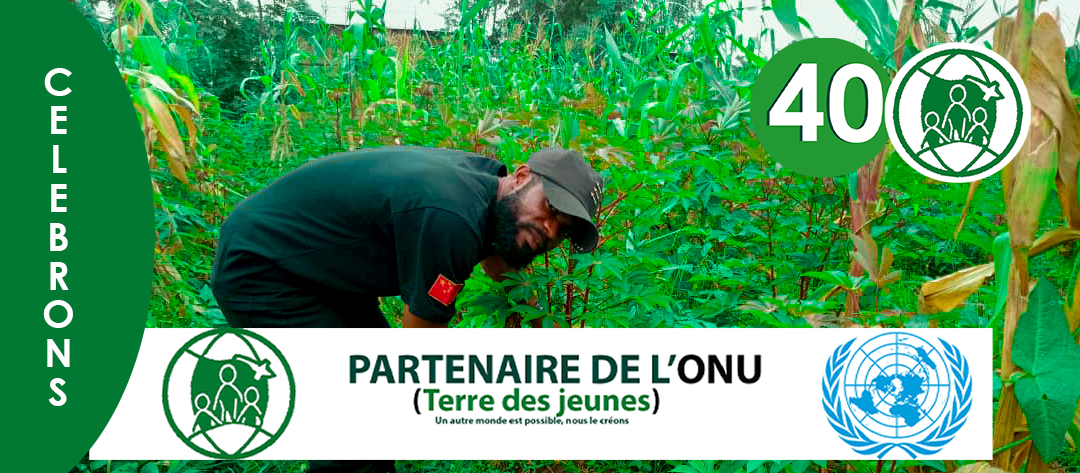 CELEBRONS
40
PARTENAIRE DE L'ONU
(Terre des jeunes)
Un autre monde est possible, nous le créons